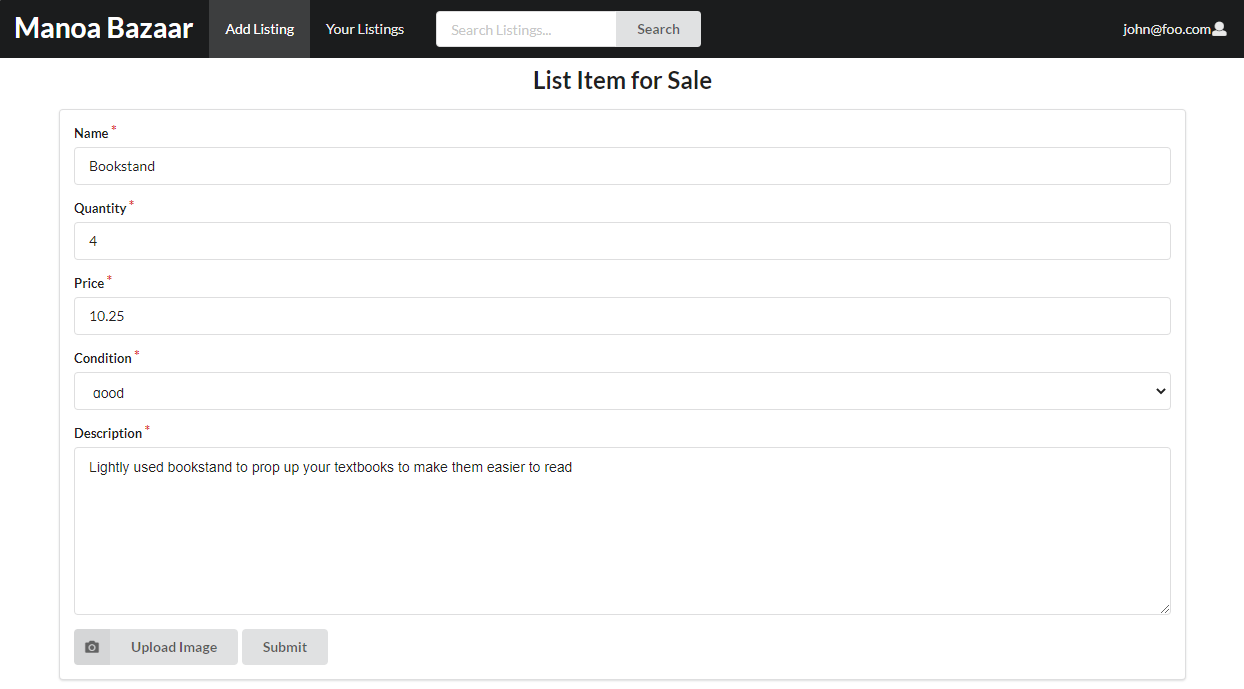 Manoa Bazaar Add Listing Your Listings Search Listings... Search john@foo.com
List Item for Sale
Name *
Bookstand
Quantity *
4
Price *
10.25
Condition *
good
Description *
Lightly used bookstand to prop up your textbooks to make them easier to read
Upload Image Submit